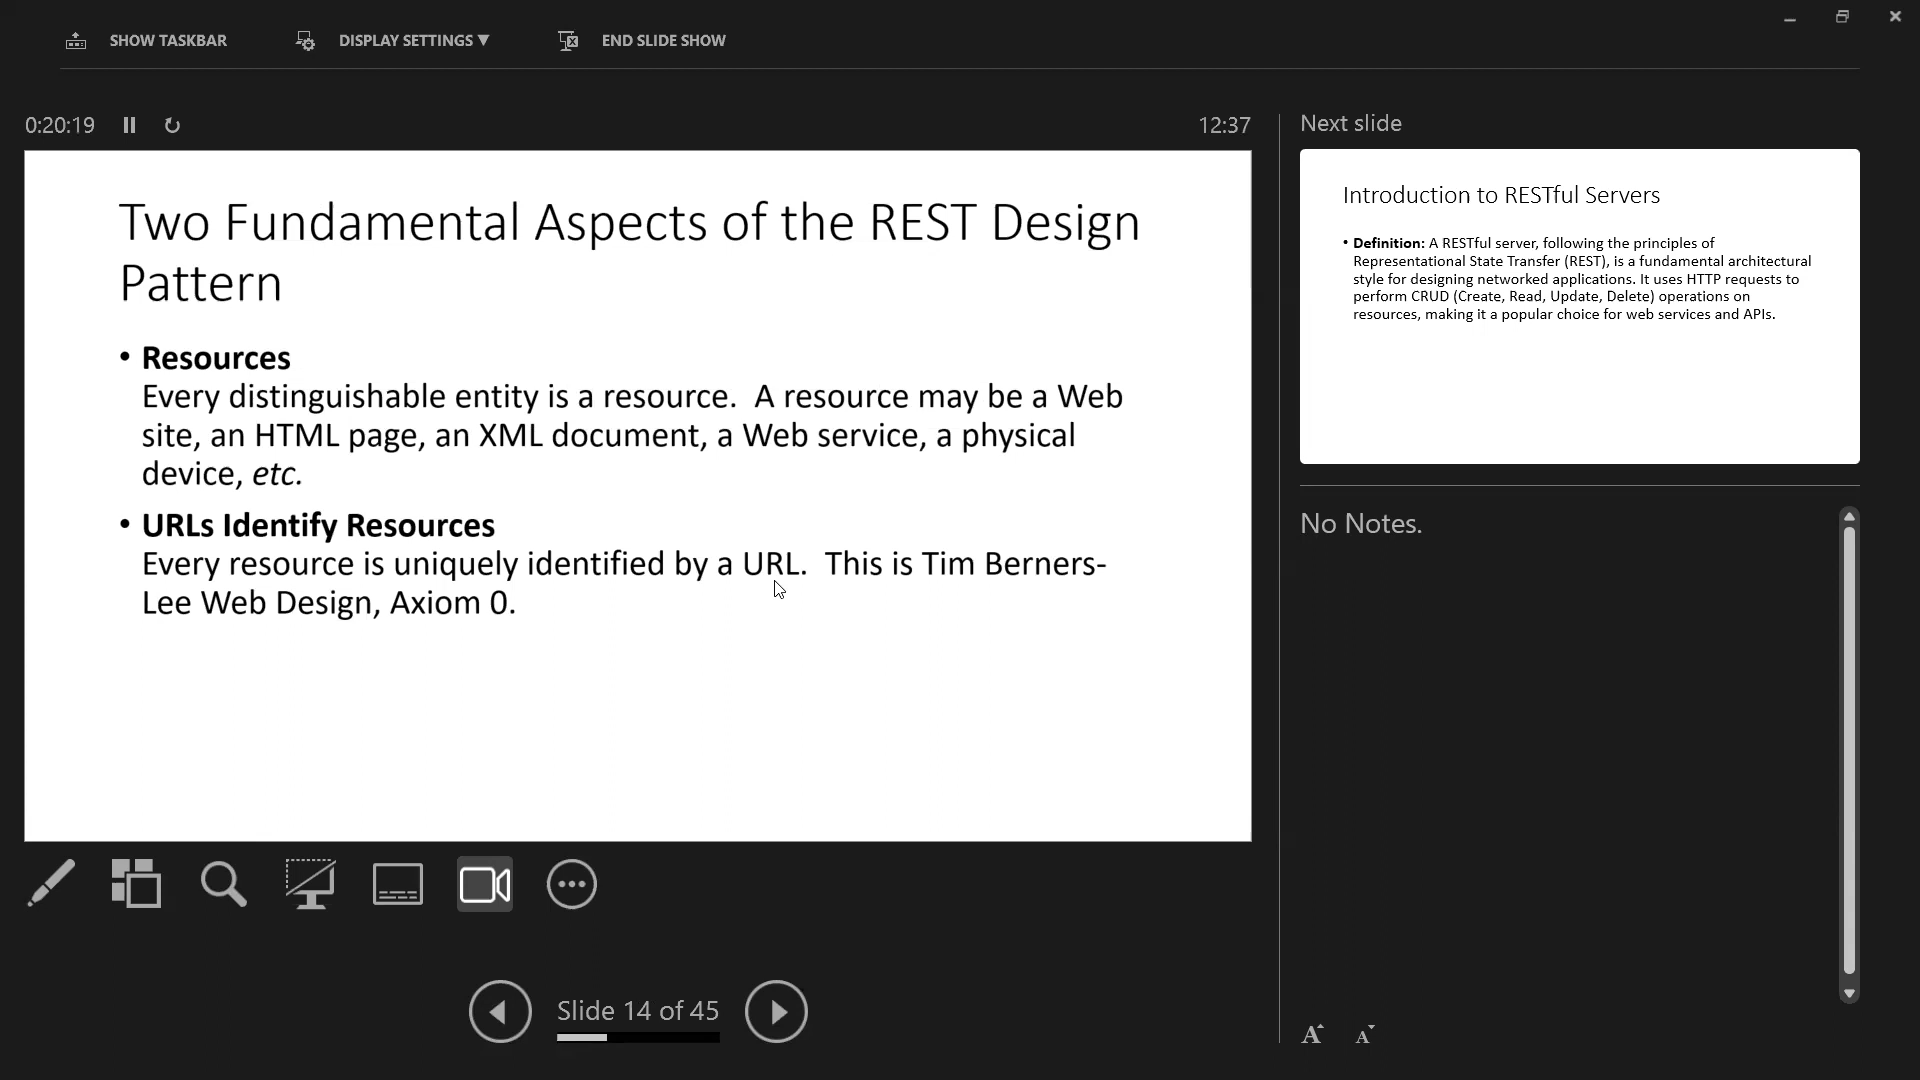 SHOW TASKBAR
DISPLAY SETTINGS ▼
END SLIDE SHOW
0:20:19
12:37
Two Fundamental Aspects of the REST Design
Pattern
• Resources
Every distinguishable entity is a resource.  A resource may be a Web
site, an HTML page, an XML document, a Web service, a physical
device, etc.
• URLs Identify Resources
Every resource is uniquely identified by a URL.  This is Tim Berners-
Lee Web Design, Axiom 0.
Slide 14 of 45
Next slide
Introduction to RESTful Servers
• Definition: A RESTful server, following the principles of
Representational State Transfer (REST), is a fundamental architectural
style for designing networked applications. It uses HTTP requests to
perform CRUD (Create, Read, Update, Delete) operations on
resources, making it a popular choice for web services and APIs.
No Notes.
A A